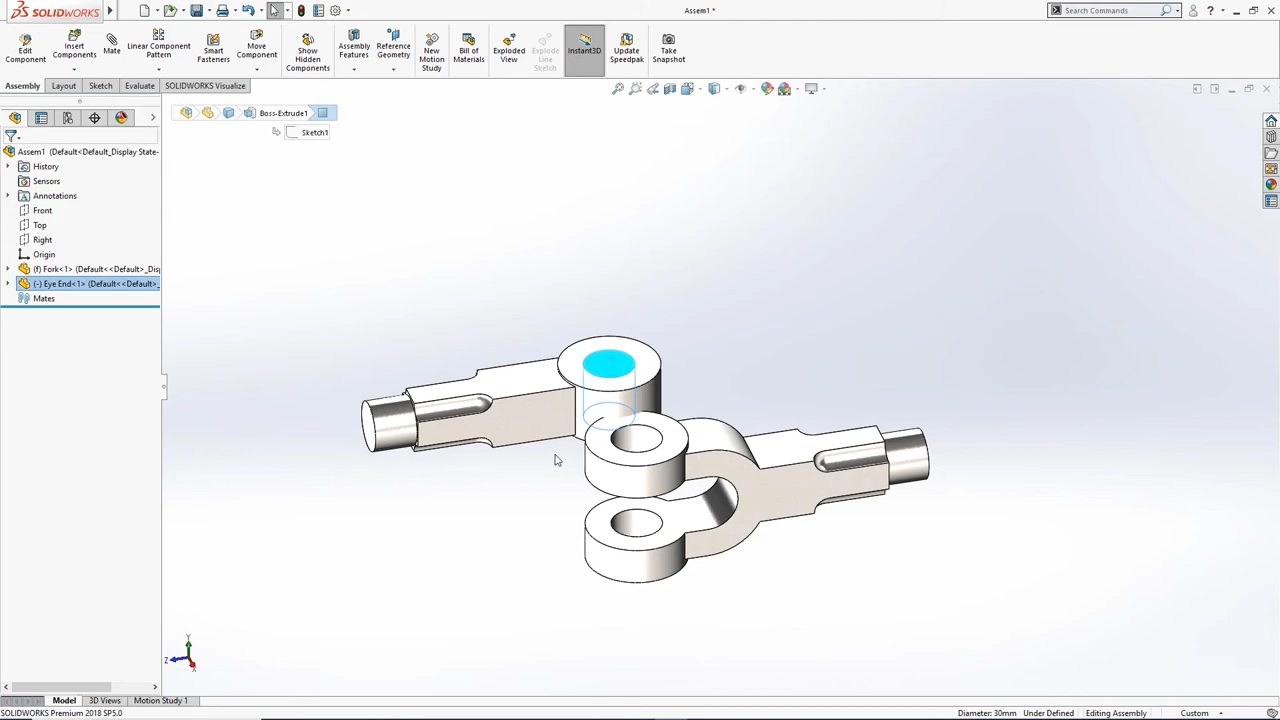 SOLIDWORKS
Assem1 *
Search Commands
Edit Component
Insert Components
Mate
Linear Component Pattern
Smart Fasteners
Move Component
Show Hidden Components
Assembly Features
Reference Geometry
New Motion Study
Bill of Materials
Exploded View
Explode Line Sketch
Instant3D
Update Speedpak
Take Snapshot
Assembly
Layout
Sketch
Evaluate
SOLIDWORKS Visualize
Boss-Extrude1
Sketch1
Assem1 (Default<Default_Display State-
History
Sensors
Annotations
Front
Top
Right
Origin
(f) Fork<1> (Default<<Default>_Disp
(-) Eye End<1> (Default<<Default>_
Mates
Y
Z
X
Model
3D Views
Motion Study 1
SOLIDWORKS Premium 2018 SP5.0
Diameter: 30mm
Under Defined
Editing Assembly
Custom